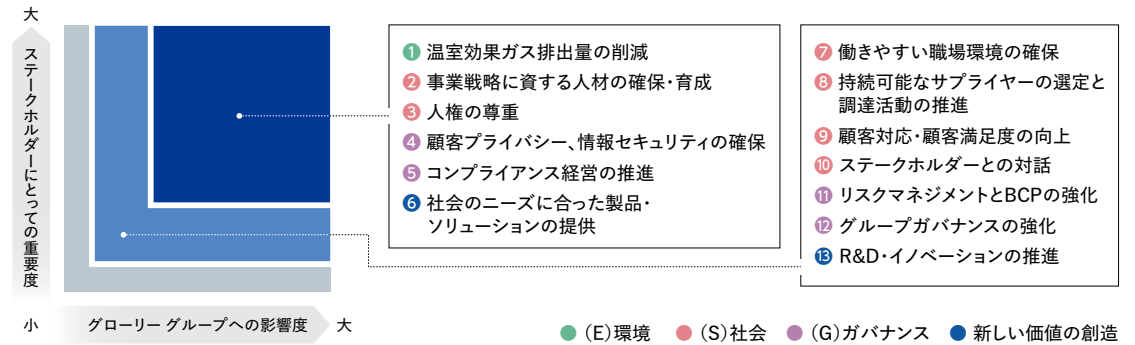 大
ステークホルダーにとっての重要度
小
グローリー グループへの影響度
大
1 温室効果ガス排出量の削減
2 事業戦略に資する人材の確保・育成
3 人権の尊重
4 顧客プライバシー、情報セキュリティの確保
5 コンプライアンス経営の推進
6 社会のニーズに合った製品・
ソリューションの提供
7 働きやすい職場環境の確保
8 持続可能なサプライヤーの選定と
調達活動の推進
9 顧客対応・顧客満足度の向上
10 ステークホルダーとの対話
11 リスクマネジメントとBCPの強化
12 グループガバナンスの強化
13 R&D・イノベーションの推進
(E)環境
(S)社会
(G)ガバナンス
新しい価値の創造